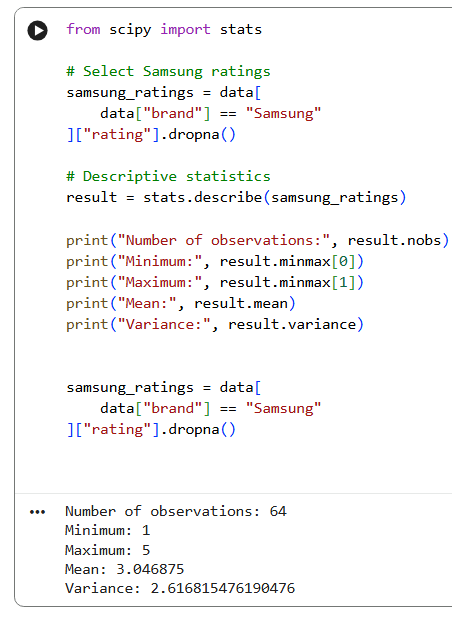 from scipy import stats
# Select Samsung ratings
samsung_ratings = data[
    data["brand"] == "Samsung"
]["rating"].dropna()
# Descriptive statistics
result = stats.describe(samsung_ratings)
print("Number of observations:", result.nobs)
print("Minimum:", result.minmax[0])
print("Maximum:", result.minmax[1])
print("Mean:", result.mean)
print("Variance:", result.variance)
samsung_ratings = data[
    data["brand"] == "Samsung"
]["rating"].dropna()
Number of observations: 64
Minimum: 1
Maximum: 5
Mean: 3.046875
Variance: 2.616815476190476